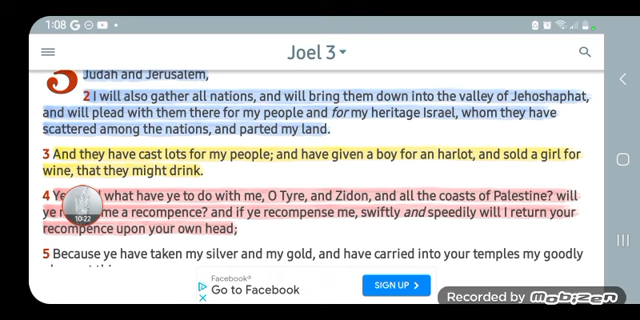 1:08
Joel 3
3 Judah and Jerusalem,
2 I will also gather all nations, and will bring them down into the valley of Jehoshaphat,
and will plead with them there for my people and for my heritage Israel, whom they have
scattered among the nations, and parted my land.
3 And they have cast lots for my people; and have given a boy for an harlot, and sold a girl for
wine, that they might drink.
4 what have ye to do with me, O Tyre, and Zidon, and all the coasts of Palestine? will
ye me a recompence? and if ye recompense me, swiftly and speedily will I return your
recompence upon your own head;
10:22
5 Because ye have taken my silver and my gold, and have carried into your temples my goodly
Facebook®
Go to Facebook
SIGN UP >
Recorded by Mobizen